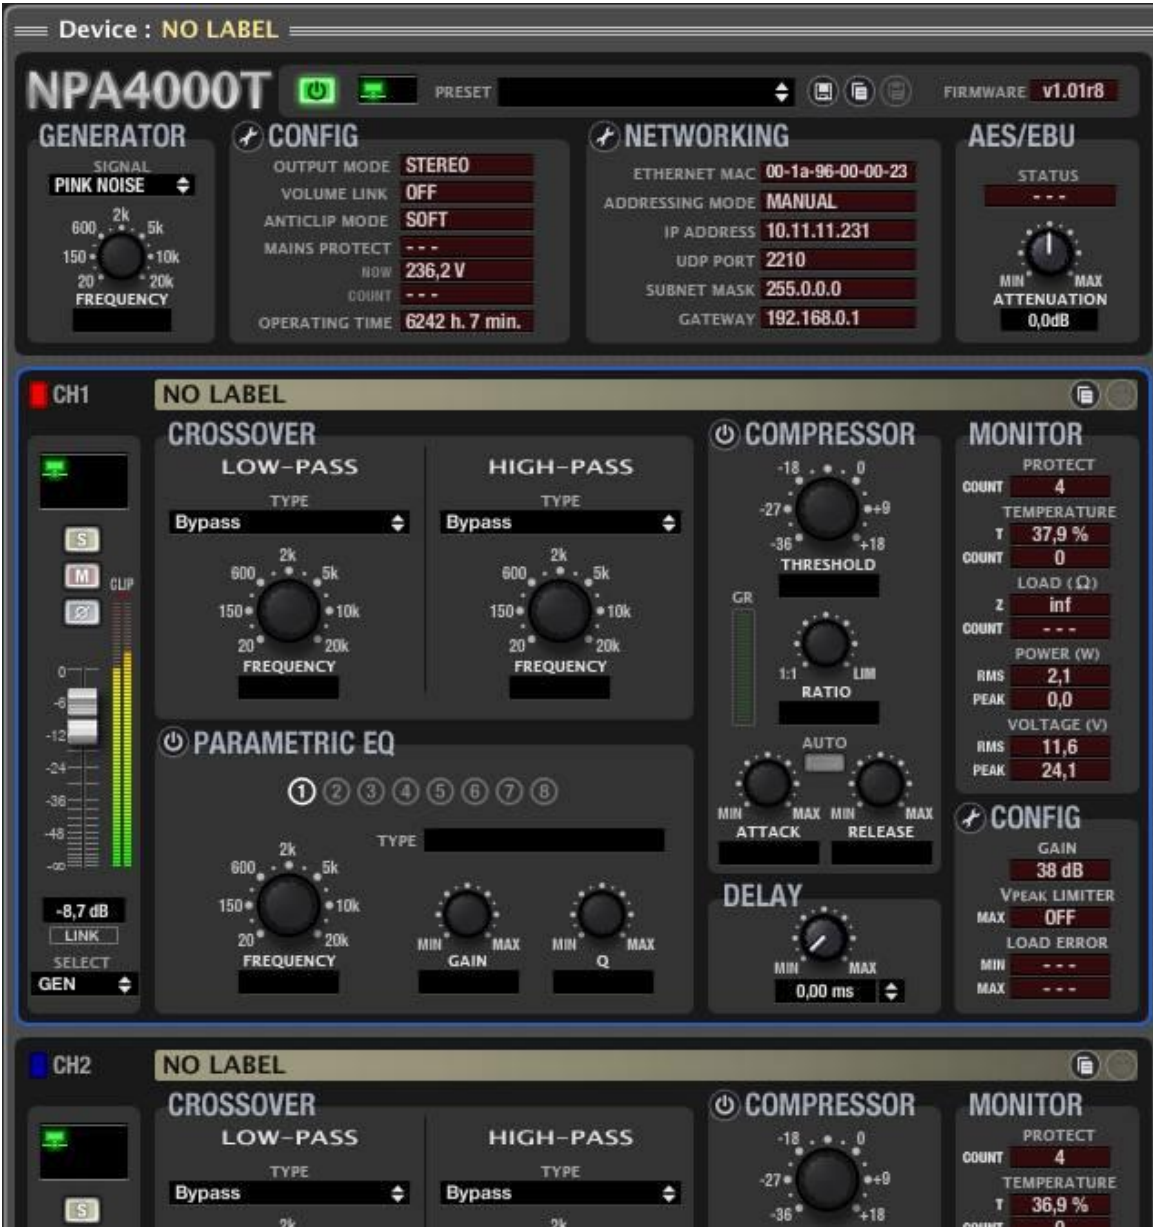 Device : NO LABEL
NPA4000T PRESET FIRMWARE v1.01r8
GENERATOR
SIGNAL
PINK NOISE
2k
600 5k
150 10k
20 20k
FREQUENCY
CONFIG
OUTPUT MODE STEREO
VOLUME LINK OFF
ANTICLIP MODE SOFT
MAINS PROTECT - - -
NOW 236,2 V
COUNT - - -
OPERATING TIME 6242 h. 7 min.
NETWORKING
ETHERNET MAC 00-1a-96-00-00-23
ADDRESSING MODE MANUAL
IP ADDRESS 10.11.11.231
UDP PORT 2210
SUBNET MASK 255.0.0.0
GATEWAY 192.168.0.1
AES/EBU
STATUS
- - -
MIN MAX
ATTENUATION
0,0dB
CH1 NO LABEL
S
M
Ø CLIP
0
-6
-12
-24
-36
-48
-∞
-8,7 dB
LINK
SELECT
GEN
CROSSOVER
LOW-PASS
TYPE
Bypass
2k
600 5k
150 10k
20 20k
FREQUENCY
HIGH-PASS
TYPE
Bypass
2k
600 5k
150 10k
20 20k
FREQUENCY
PARAMETRIC EQ
1 2 3 4 5 6 7 8
TYPE
2k
600 5k
150 10k
20 20k
FREQUENCY
MIN MAX
GAIN
MIN MAX
Q
COMPRESSOR
-18 0
-27 +9
-36 +18
THRESHOLD
GR
1:1 LIM
RATIO
AUTO
MIN MAX MIN MAX
ATTACK RELEASE
DELAY
MIN MAX
0,00 ms
MONITOR
PROTECT
COUNT 4
TEMPERATURE
T 37,9 %
COUNT 0
LOAD (Ω)
Z inf
COUNT - - -
POWER (W)
RMS 2,1
PEAK 0,0
VOLTAGE (V)
RMS 11,6
PEAK 24,1
CONFIG
GAIN
38 dB
VPEAK LIMITER
MAX OFF
LOAD ERROR
MIN - - -
MAX - - -
CH2 NO LABEL
S
CROSSOVER
LOW-PASS
TYPE
Bypass
2k
HIGH-PASS
TYPE
Bypass
2k
COMPRESSOR
-18 0
-27 +9
-36 +18
MONITOR
PROTECT
COUNT 4
TEMPERATURE
T 36,9 %
COUNT 0